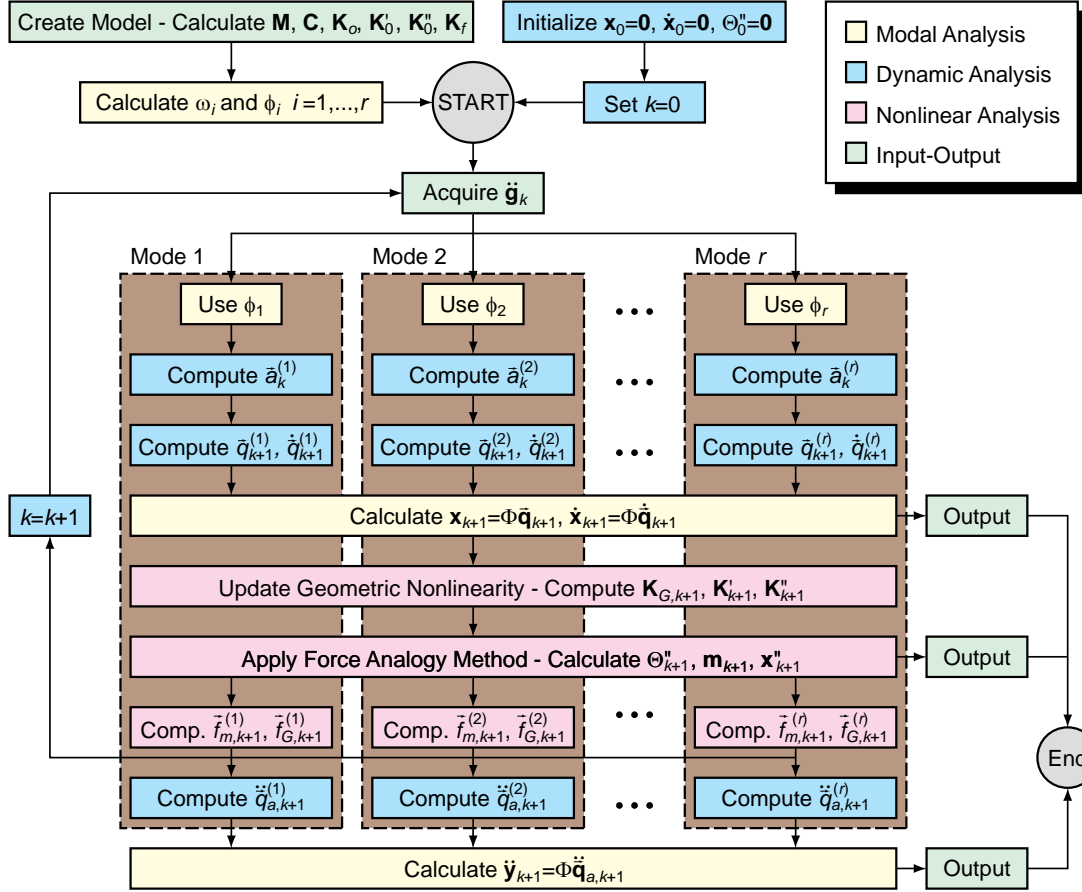 Create Model - Calculate M, C, Kₒ, K′₀, K″₀, K_f
Initialize x₀=0, ẋ₀=0, Θ″₀=0
Modal Analysis
Dynamic Analysis
Nonlinear Analysis
Input-Output
Calculate ωᵢ and ϕᵢ i=1,...,r
START
Set k=0
Acquire g̈ₖ
Mode 1
Mode 2
Mode r
Use ϕ₁
Use ϕ₂
•••
Use ϕᵣ
Compute a⃗ₖ⁽¹⁾
Compute a⃗ₖ⁽²⁾
•••
Compute a⃗ₖ⁽ʳ⁾
Compute q⃗ₖ₊₁⁽¹⁾, q⃗̇ₖ₊₁⁽¹⁾
Compute q⃗ₖ₊₁⁽²⁾, q⃗̇ₖ₊₁⁽²⁾
•••
Compute q⃗ₖ₊₁⁽ʳ⁾, q⃗̇ₖ₊₁⁽ʳ⁾
k=k+1
Calculate xₖ₊₁=Φq⃗ₖ₊₁, ẋₖ₊₁=Φq⃗̇ₖ₊₁
Output
Update Geometric Nonlinearity - Compute K_{G,k+1}, K′ₖ₊₁, K″ₖ₊₁
Apply Force Analogy Method - Calculate Θ″ₖ₊₁, mₖ₊₁, x″ₖ₊₁
Output
Comp. f⃗_{m,k+1}⁽¹⁾, f⃗_{G,k+1}⁽¹⁾
Comp. f⃗_{m,k+1}⁽²⁾, f⃗_{G,k+1}⁽²⁾
•••
Comp. f⃗_{m,k+1}⁽ʳ⁾, f⃗_{G,k+1}⁽ʳ⁾
End
Compute q⃗̈_{a,k+1}⁽¹⁾
Compute q⃗̈_{a,k+1}⁽²⁾
•••
Compute q⃗̈_{a,k+1}⁽ʳ⁾
Calculate ÿₖ₊₁=Φq⃗̈_{a,k+1}
Output